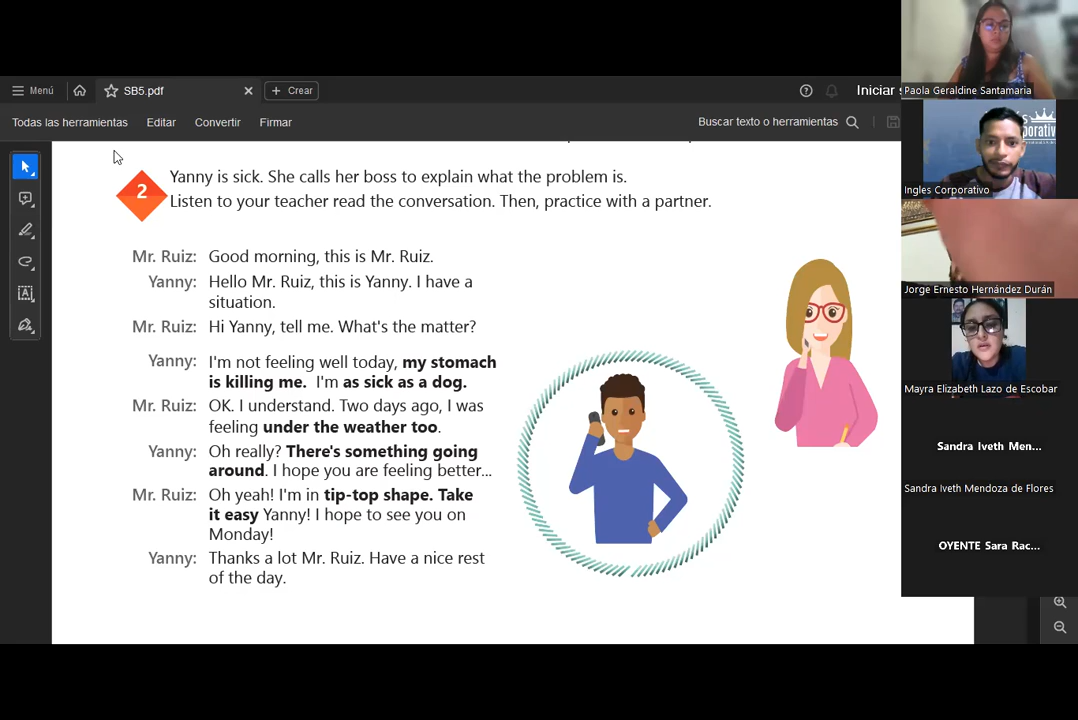 Menú
SB5.pdf
Crear
Iniciar s
Todas las herramientas
Editar
Convertir
Firmar
Buscar texto o herramientas
2
Yanny is sick. She calls her boss to explain what the problem is.
Listen to your teacher read the conversation. Then, practice with a partner.
Mr. Ruiz: Good morning, this is Mr. Ruiz.
Yanny: Hello Mr. Ruiz, this is Yanny. I have a
situation.
Mr. Ruiz: Hi Yanny, tell me. What's the matter?
Yanny: I'm not feeling well today, my stomach
is killing me. I'm as sick as a dog.
Mr. Ruiz: OK. I understand. Two days ago, I was
feeling under the weather too.
Yanny: Oh really? There's something going
around. I hope you are feeling better...
Mr. Ruiz: Oh yeah! I'm in tip-top shape. Take
it easy Yanny! I hope to see you on
Monday!
Yanny: Thanks a lot Mr. Ruiz. Have a nice rest
of the day.
Paola Geraldine Santamaria
Ingles Corporativo
Jorge Ernesto Hernández Durán
Mayra Elizabeth Lazo de Escobar
Sandra Iveth Men...
Sandra Iveth Mendoza de Flores
OYENTE Sara Rac...